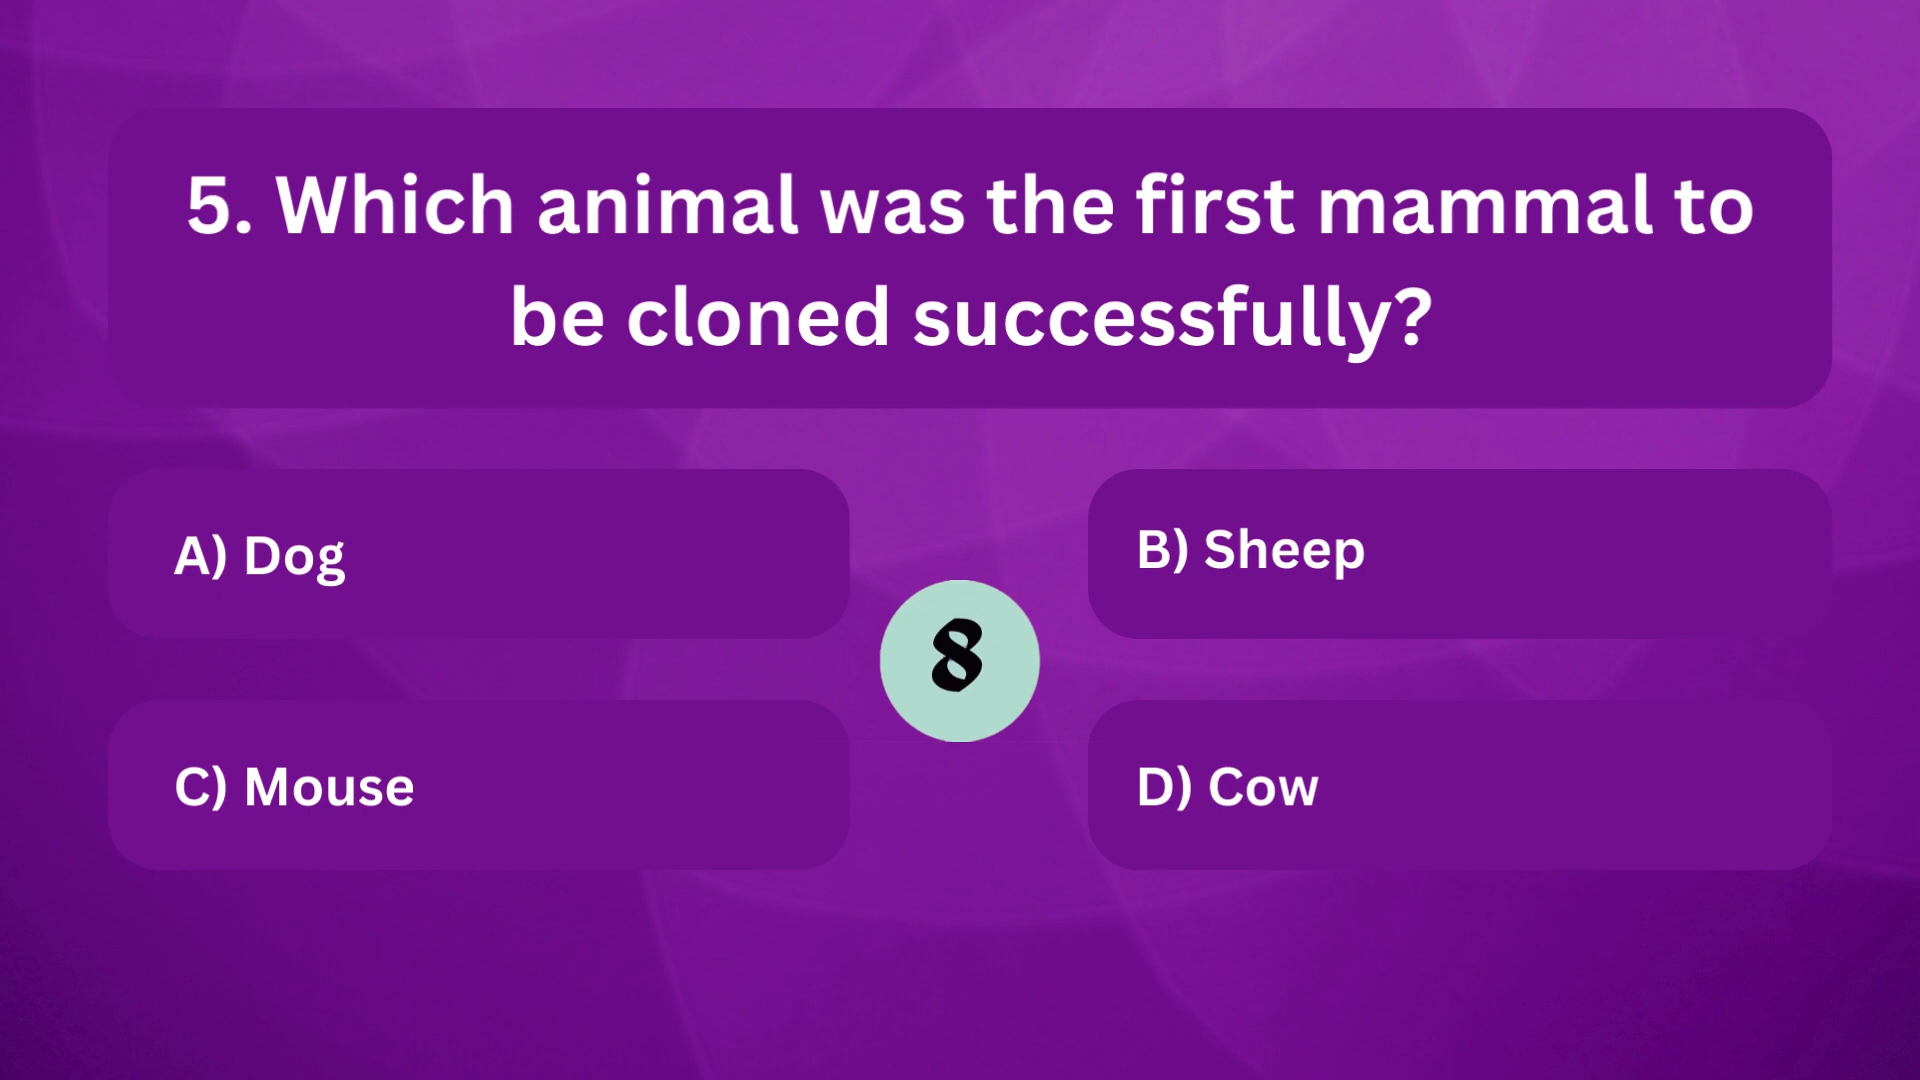 5. Which animal was the first mammal to
be cloned successfully?
A) Dog
B) Sheep
8
C) Mouse
D) Cow